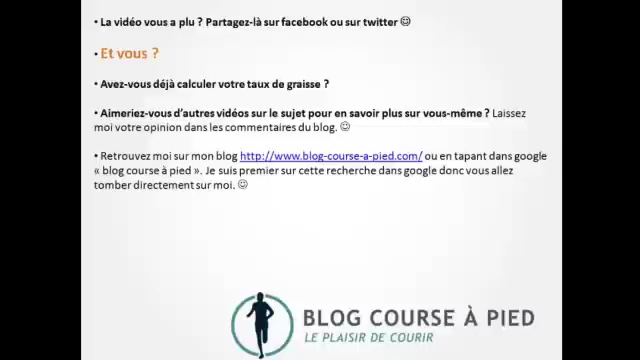 • La vidéo vous a plu ? Partagez-là sur facebook ou sur twitter ☺
• Et vous ?
• Avez-vous déjà calculer votre taux de graisse ?
• Aimeriez-vous d'autres vidéos sur le sujet pour en savoir plus sur vous-même ? Laissez
moi votre opinion dans les commentaires du blog. ☺
• Retrouvez moi sur mon blog http://www.blog-course-a-pied.com/ ou en tapant dans google
« blog course à pied ». Je suis premier sur cette recherche dans google donc vous allez
tomber directement sur moi. ☺
BLOG COURSE À PIED
LE PLAISIR DE COURIR